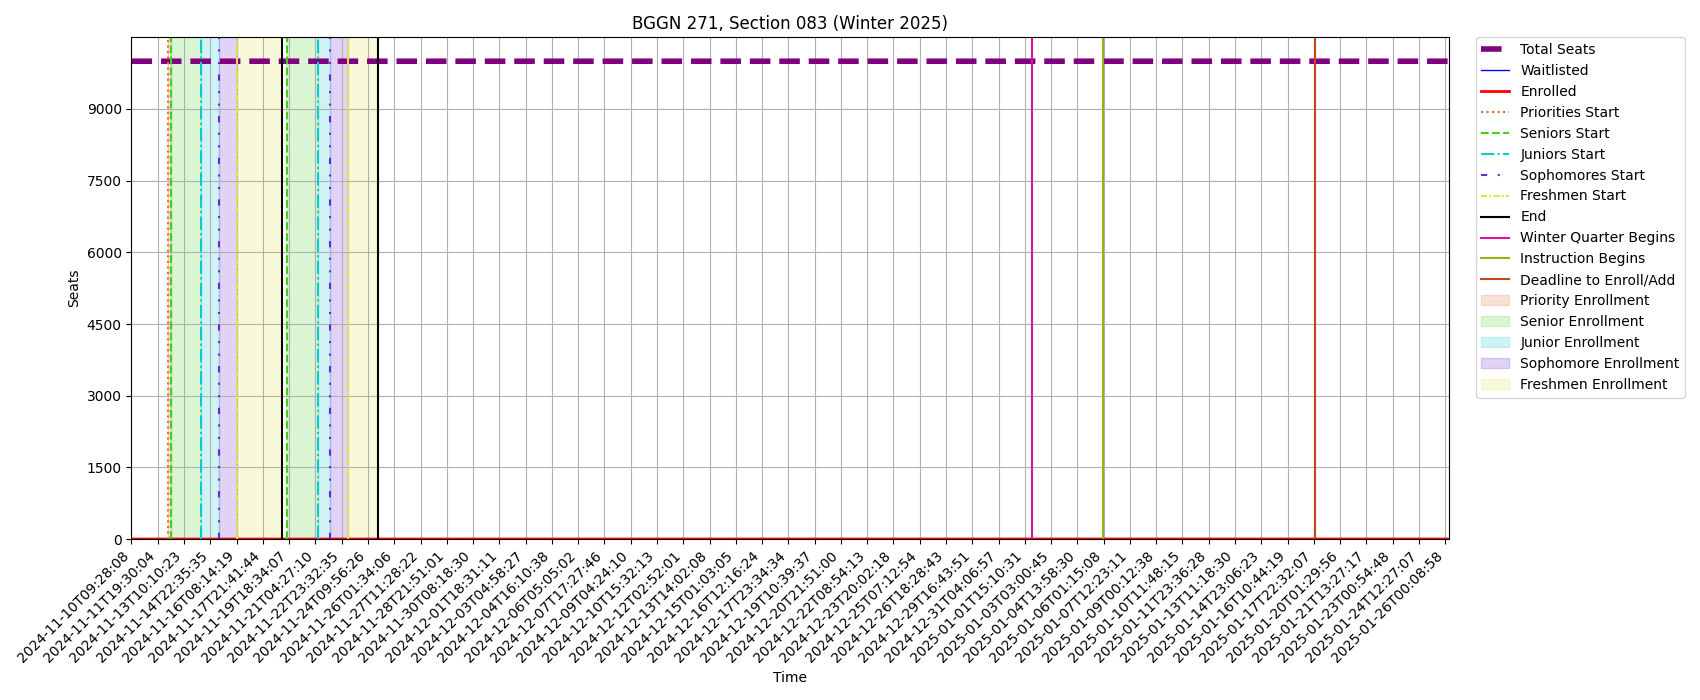 BGGN 271, Section 083 (Winter 2025)
Total Seats
Waitlisted
Enrolled
Priorities Start
Seniors Start
Juniors Start
Sophomores Start
Freshmen Start
End
Winter Quarter Begins
Instruction Begins
Deadline to Enroll/Add
Priority Enrollment
Senior Enrollment
Junior Enrollment
Sophomore Enrollment
Freshmen Enrollment
Seats
9000
7500
6000
4500
3000
1500
0
2024-11-10T09:28:08
2024-11-11T19:30:04
2024-11-13T10:10:23
2024-11-14T22:35:35
2024-11-16T08:14:19
2024-11-17T21:41:44
2024-11-19T18:34:07
2024-11-21T04:27:10
2024-11-22T23:32:35
2024-11-24T09:56:26
2024-11-26T01:34:06
2024-11-27T11:28:22
2024-11-28T21:51:01
2024-11-30T08:18:30
2024-12-01T18:31:11
2024-12-03T04:58:27
2024-12-04T16:10:38
2024-12-06T05:05:02
2024-12-07T17:27:46
2024-12-09T04:24:10
2024-12-10T15:32:13
2024-12-12T02:52:01
2024-12-13T14:02:08
2024-12-15T01:03:05
2024-12-16T12:16:24
2024-12-17T23:34:34
2024-12-19T10:39:37
2024-12-20T21:51:00
2024-12-22T08:54:13
2024-12-23T20:02:18
2024-12-25T07:12:54
2024-12-26T18:28:43
2024-12-29T16:43:51
2024-12-31T04:06:57
2025-01-01T15:10:31
2025-01-03T03:00:45
2025-01-04T13:58:30
2025-01-06T01:15:08
2025-01-07T12:23:11
2025-01-09T00:12:38
2025-01-10T11:48:15
2025-01-11T23:36:28
2025-01-13T11:18:30
2025-01-14T23:06:23
2025-01-16T10:44:19
2025-01-17T22:32:07
2025-01-20T01:29:56
2025-01-21T13:27:17
2025-01-23T00:54:48
2025-01-24T12:27:07
2025-01-26T00:08:58
Time